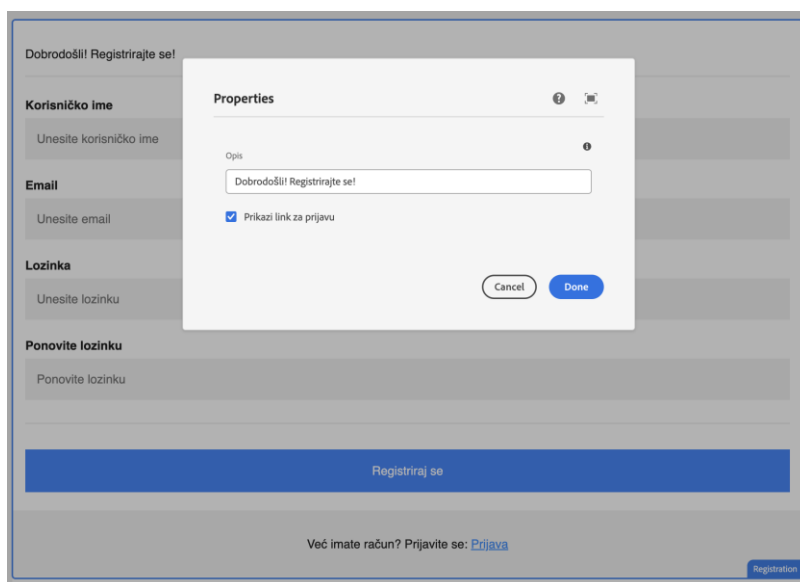 Dobrodošli! Registrirajte se!
Korisničko ime
Unesite korisničko ime
Email
Unesite email
Lozinka
Unesite lozinku
Ponovite lozinku
Ponovite lozinku
Registriraj se
Već imate račun? Prijavite se: Prijava
Registration
Properties
Opis
Dobrodošli! Registrirajte se!
Prikazi link za prijavu
Cancel
Done